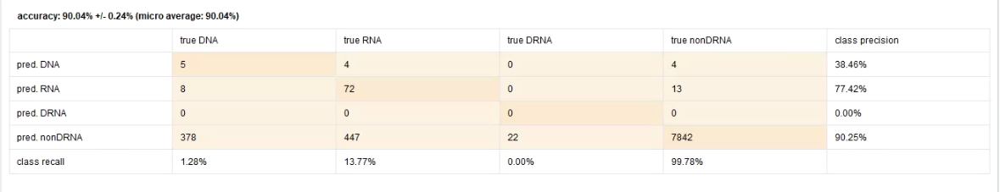 accuracy: 90.04% +/- 0.24% (micro average: 90.04%)
true DNA true RNA true DRNA true nonDRNA class precision
pred. DNA 5 4 0 4 38.46%
pred. RNA 8 72 0 13 77.42%
pred. DRNA 0 0 0 0 0.00%
pred. nonDRNA 378 447 22 7842 90.25%
class recall 1.28% 13.77% 0.00% 99.78%